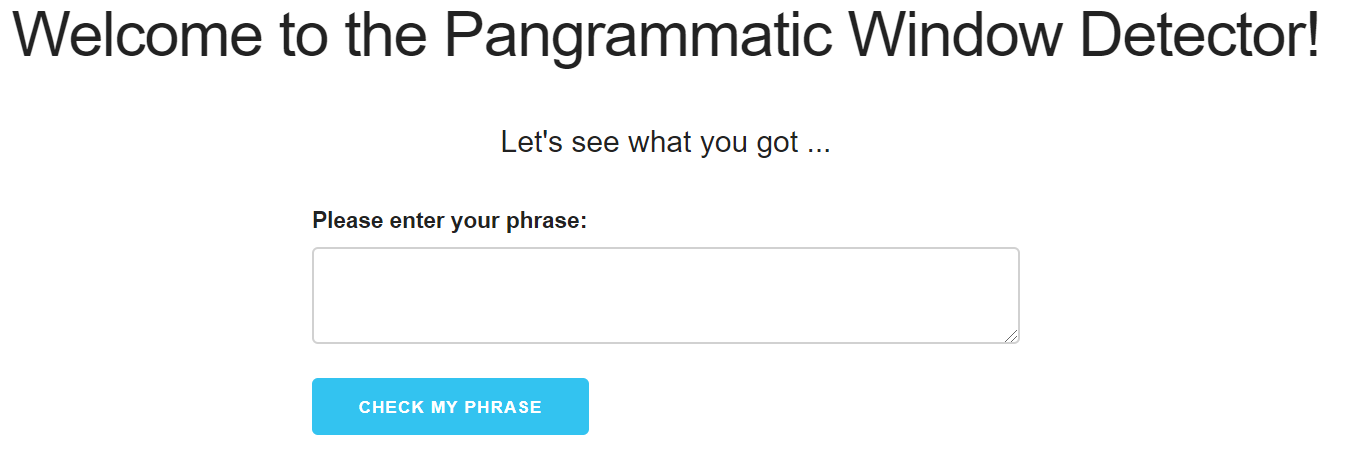 Welcome to the Pangrammatic Window Detector!
Let's see what you got ...
Please enter your phrase:
CHECK MY PHRASE